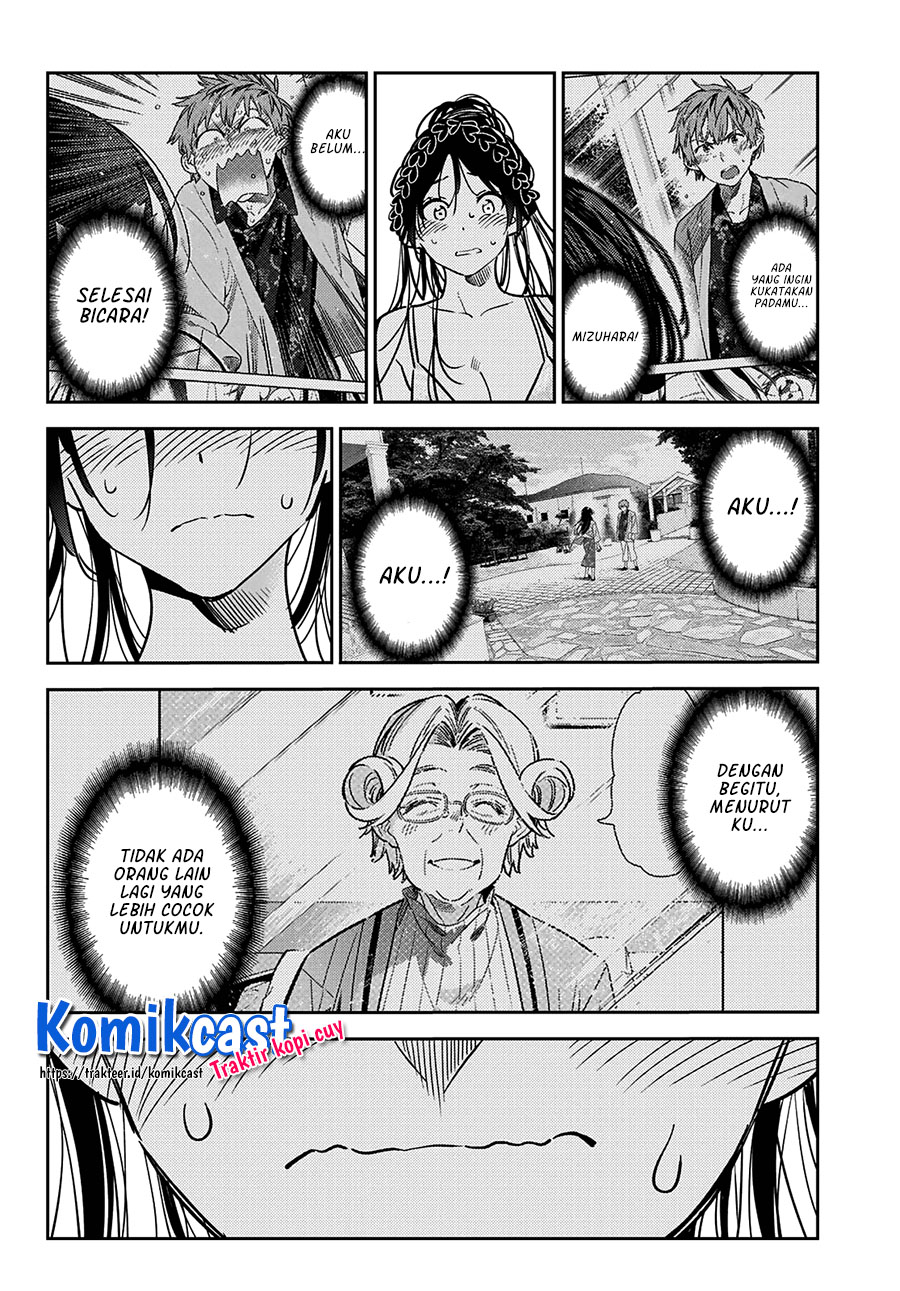 ADA
YANG INGIN
KUKATAKAN
PADAMU...
MIZUHARA!
AKU
BELUM...
SELESAI
BICARA!
AKU...!
AKU...!
DENGAN
BEGITU,
MENURUT
KU...
TIDAK ADA
ORANG LAIN
LAGI YANG
LEBIH COCOK
UNTUKMU.
Komikcast
Traktir kopi cuy
https://trakteer.id/komikcast